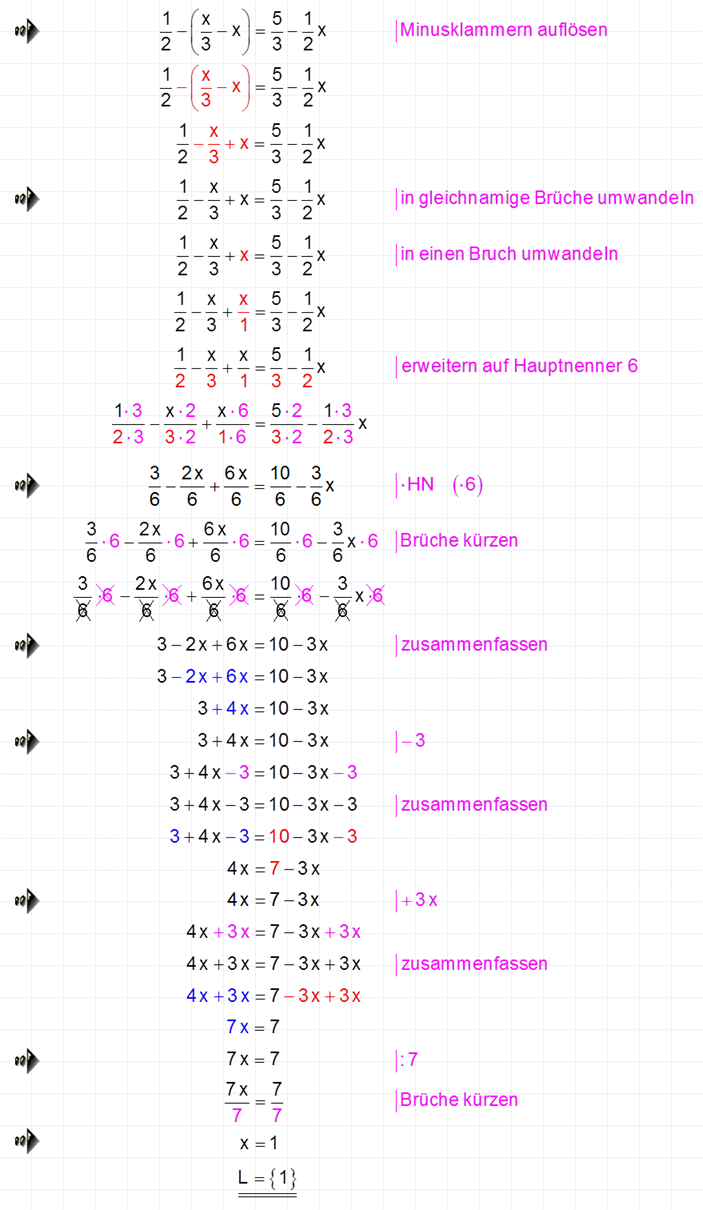 1/2 − (x/3 − x) = 5/3 − 1/2 x |Minusklammern auflösen
1/2 − (x/3 − x) = 5/3 − 1/2 x
1/2 − x/3 + x = 5/3 − 1/2 x
1/2 − x/3 + x = 5/3 − 1/2 x |in gleichnamige Brüche umwandeln
1/2 − x/3 + x = 5/3 − 1/2 x |in einen Bruch umwandeln
1/2 − x/3 + x/1 = 5/3 − 1/2 x
1/2 − x/3 + x/1 = 5/3 − 1/2 x |erweitern auf Hauptnenner 6
1·3/2·3 − x·2/3·2 + x·6/1·6 = 5·2/3·2 − 1·3/2·3 x
3/6 − 2x/6 + 6x/6 = 10/6 − 3/6 x |·HN (·6)
3/6 ·6 − 2x/6 ·6 + 6x/6 ·6 = 10/6 ·6 − 3/6 x ·6 |Brüche kürzen
3/6 ·6 − 2x/6 ·6 + 6x/6 ·6 = 10/6 ·6 − 3/6 x ·6
3 − 2x + 6x = 10 − 3x |zusammenfassen
3 − 2x + 6x = 10 − 3x
3 + 4x = 10 − 3x
3 + 4x = 10 − 3x |− 3
3 + 4x − 3 = 10 − 3x − 3
3 + 4x − 3 = 10 − 3x − 3 |zusammenfassen
3 + 4x − 3 = 10 − 3x − 3
4x = 7 − 3x
4x = 7 − 3x |+ 3x
4x + 3x = 7 − 3x + 3x
4x + 3x = 7 − 3x + 3x |zusammenfassen
4x + 3x = 7 − 3x + 3x
7x = 7
7x = 7 |: 7
7x/7 = 7/7 |Brüche kürzen
x = 1
L = {1}